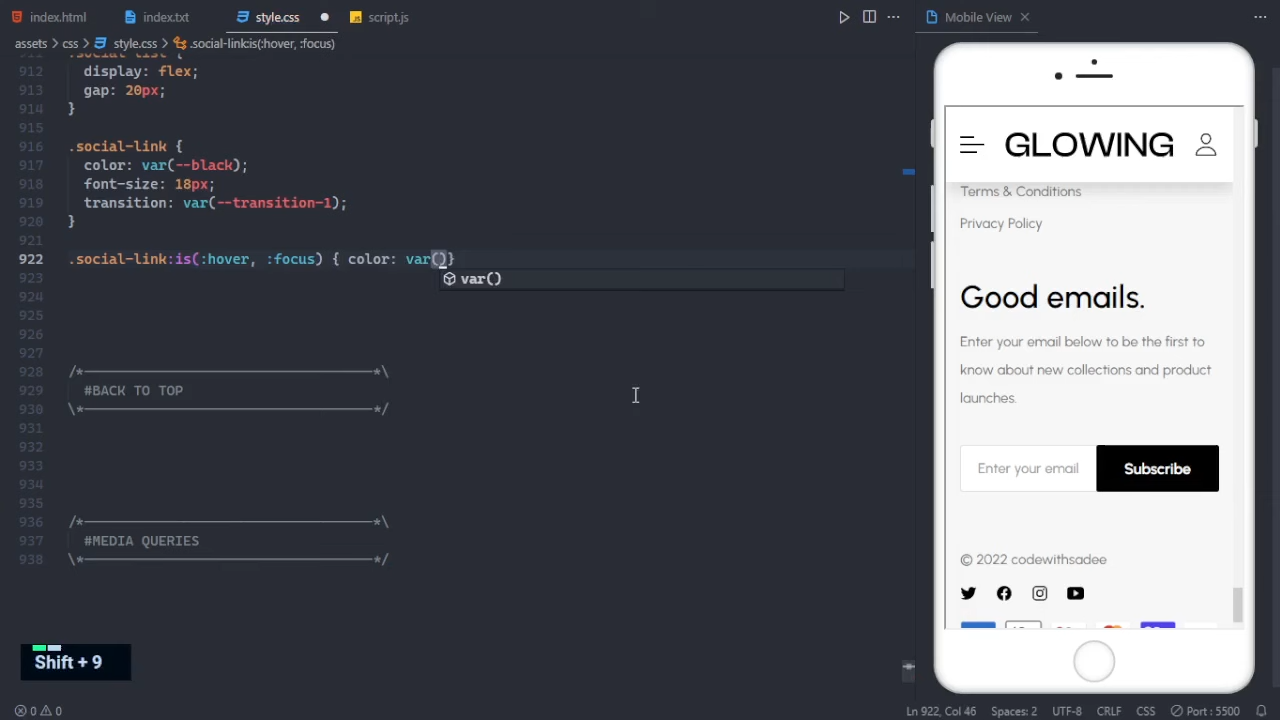 index.html
index.txt
style.css
script.js
Mobile View
assets > css > style.css > .social-link:is(:hover, :focus)
911 .social-list {
912 display: flex;
913 gap: 20px;
914 }
915
916 .social-link {
917 color: var(--black);
918 font-size: 18px;
919 transition: var(--transition-1);
920 }
921
922 .social-link:is(:hover, :focus) { color: var()}
var()
923
924
925
926
927
928 /*-----------------------------------*\
929 #BACK TO TOP
930 \*-----------------------------------*/
931
932
933
934
935
936 /*-----------------------------------*\
937 #MEDIA QUERIES
938 \*-----------------------------------*/
Shift + 9
GLOWING
Terms & Conditions
Privacy Policy
Good emails.
Enter your email below to be the first to
know about new collections and product
launches.
Enter your email
Subscribe
© 2022 codewithsadee
0 0
Ln 922, Col 46 Spaces: 2 UTF-8 CRLF CSS Port : 5500